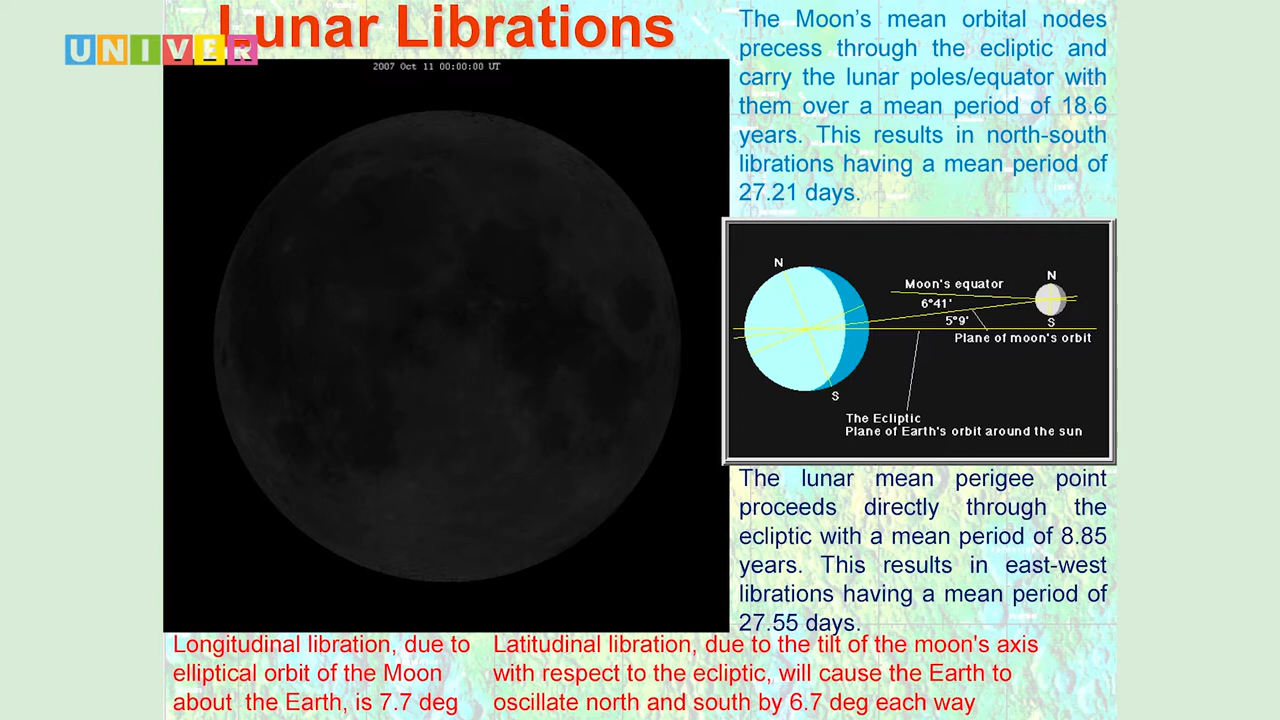 Lunar Librations
UNIVER
2007 Oct 11 00:00:00 UT
The Moon's mean orbital nodes
precess through the ecliptic and
carry the lunar poles/equator with
them over a mean period of 18.6
years. This results in north-south
librations having a mean period of
27.21 days.
N
N
Moon's equator
6°41'
5°9'
S
Plane of moon's orbit
S
The Ecliptic
Plane of Earth's orbit around the sun
The lunar mean perigee point
proceeds directly through the
ecliptic with a mean period of 8.85
years. This results in east-west
librations having a mean period of
27.55 days.
Longitudinal libration, due to
elliptical orbit of the Moon
about the Earth, is 7.7 deg
Latitudinal libration, due to the tilt of the moon's axis
with respect to the ecliptic, will cause the Earth to
oscillate north and south by 6.7 deg each way